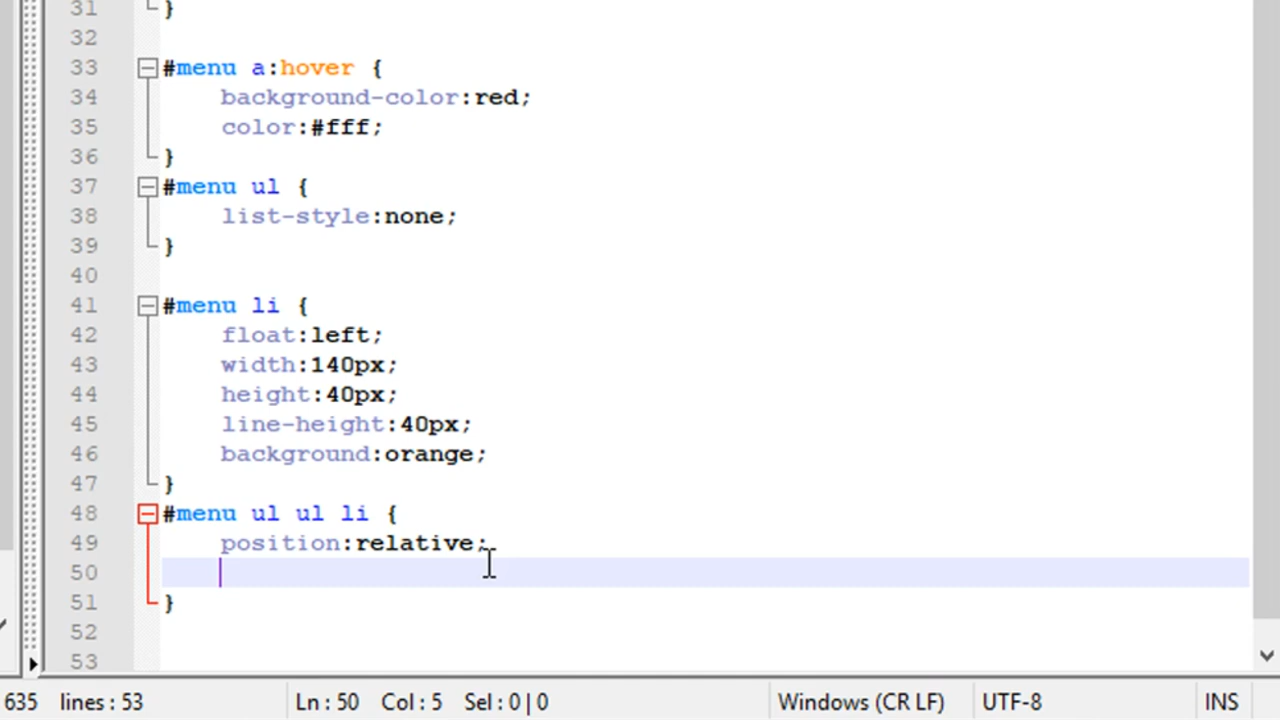 31 }
32
33 #menu a:hover {
34 background-color:red;
35 color:#fff;
36 }
37 #menu ul {
38 list-style:none;
39 }
40
41 #menu li {
42 float:left;
43 width:140px;
44 height:40px;
45 line-height:40px;
46 background:orange;
47 }
48 #menu ul ul li {
49 position:relative;
50
51 }
52
53
635 lines : 53 Ln : 50 Col : 5 Sel : 0 | 0 Windows (CR LF) UTF-8 INS